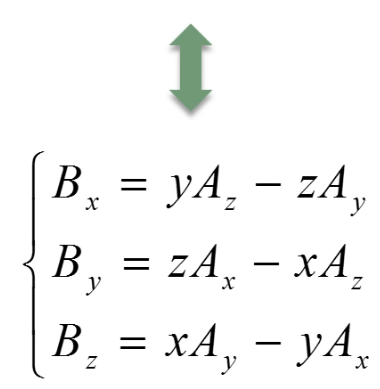 B_x = yA_z − zA_y
B_y = zA_x − xA_z
B_z = xA_y − yA_x